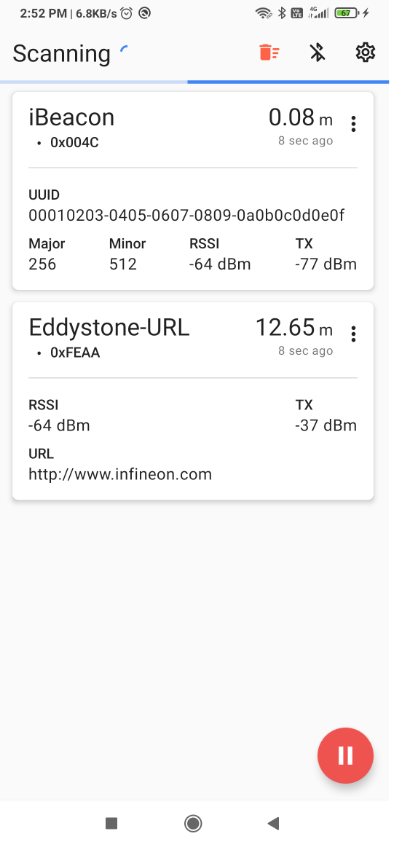 2:52 PM | 6.8KB/s 4G 67
Scanning
iBeacon 0.08 m
• 0x004C 8 sec ago
UUID
00010203-0405-0607-0809-0a0b0c0d0e0f
Major Minor RSSI TX
256 512 -64 dBm -77 dBm
Eddystone-URL 12.65 m
• 0xFEAA 8 sec ago
RSSI TX
-64 dBm -37 dBm
URL
http://www.infineon.com